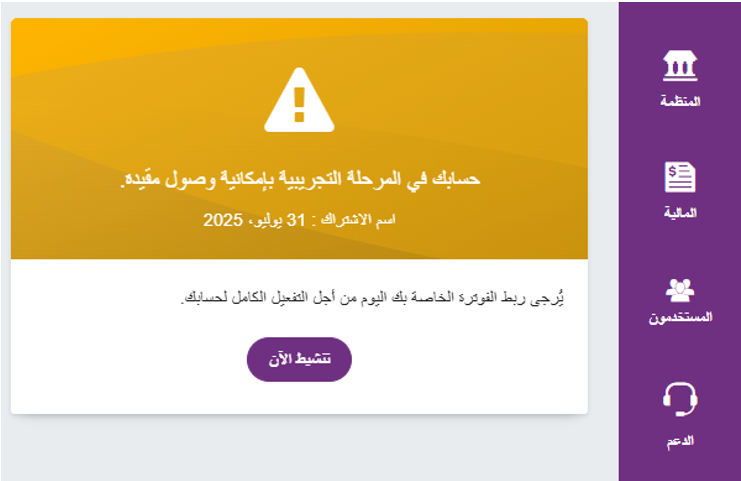 المنظمة
المالية
المستخدمون
الدعم
حسابك في المرحلة التجريبية بإمكانية وصول مقيده.
اسم الاشتراك : 31 يوليو، 2025
يُرجى ربط الفوترة الخاصة بك اليوم من أجل التفعيل الكامل لحسابك.
تنشيط الآن